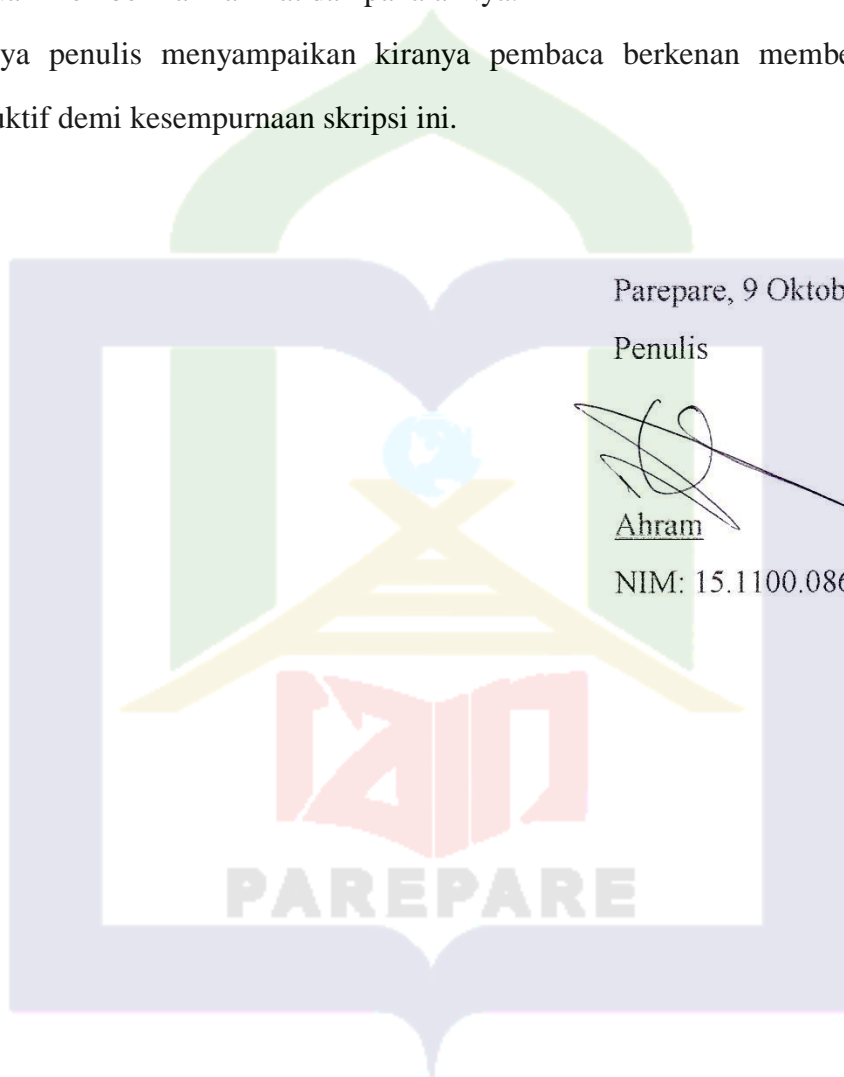 ya penulis menyampaikan kiranya pembaca berkenan membe
uktif demi kesempurnaan skripsi ini.
Parepare, 9 Oktob
Penulis
Ahram
NIM: 15.1100.086
iain
PAREPARE